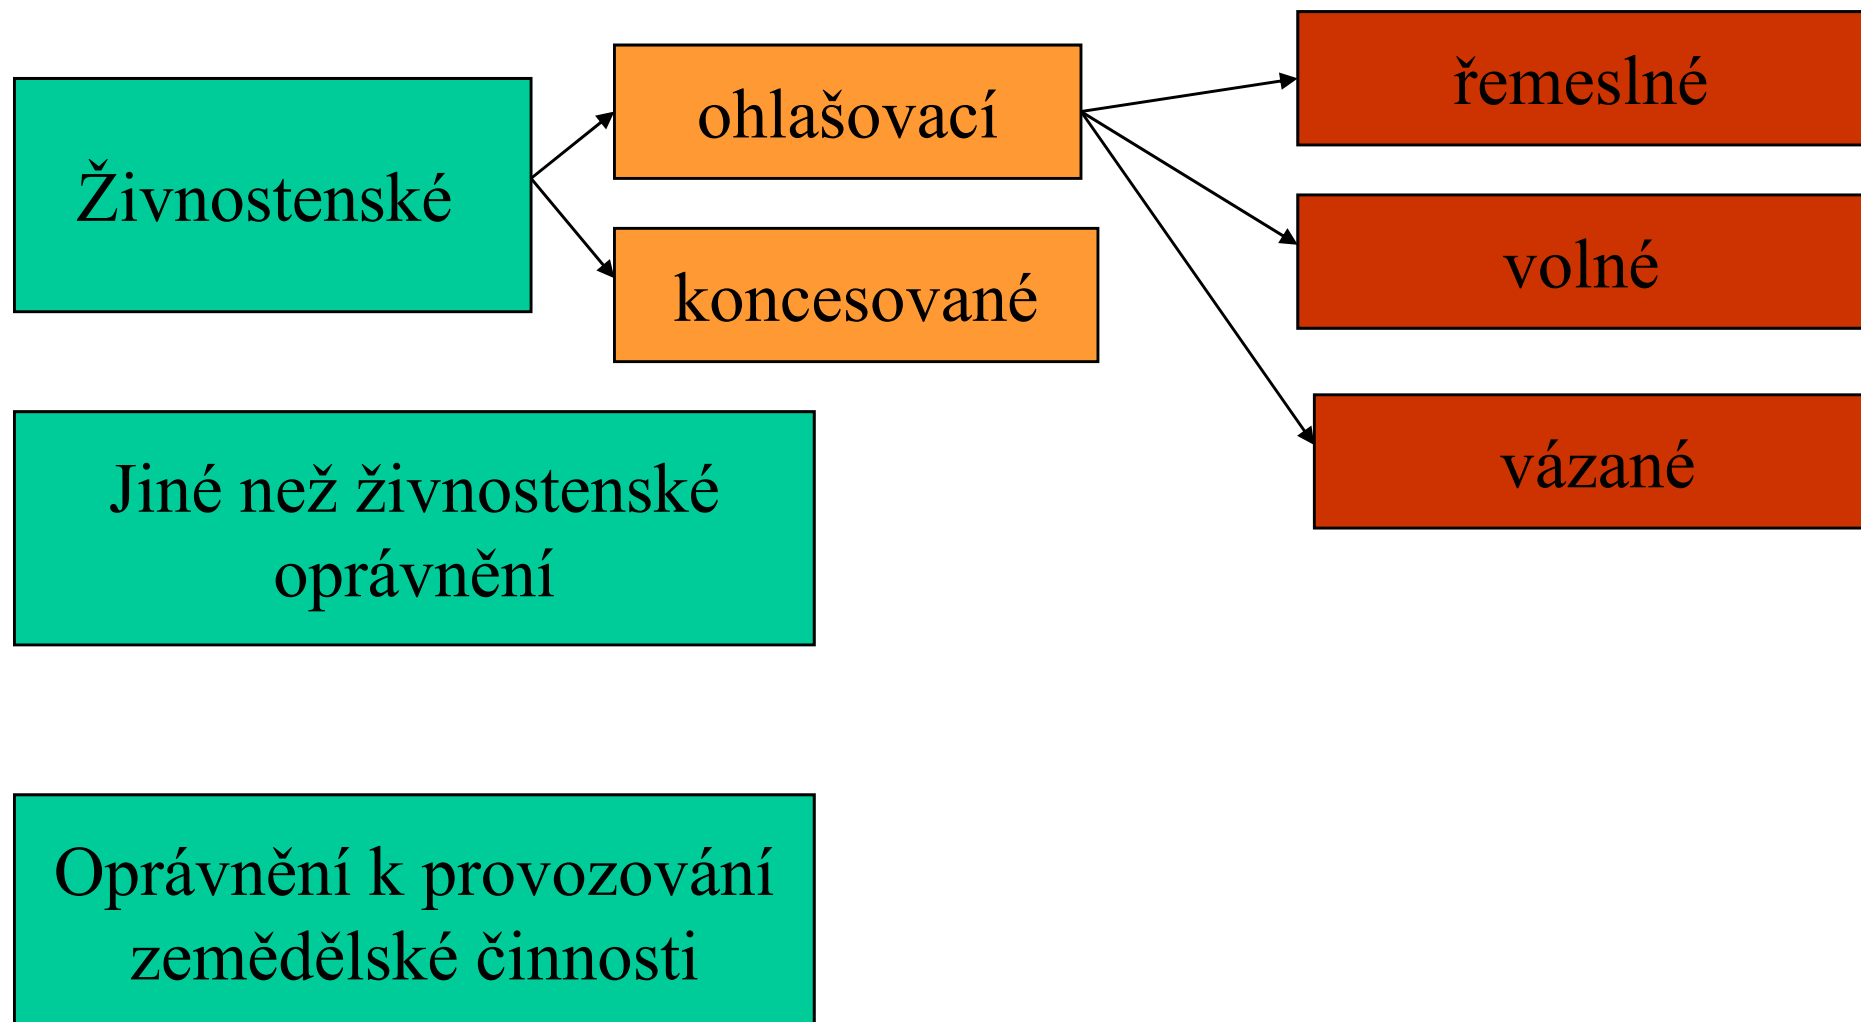 Živnostenské
ohlašovací
koncesované
řemeslné
volné
vázané
Jiné než živnostenské
oprávnění
Oprávnění k provozování
zemědělské činnosti